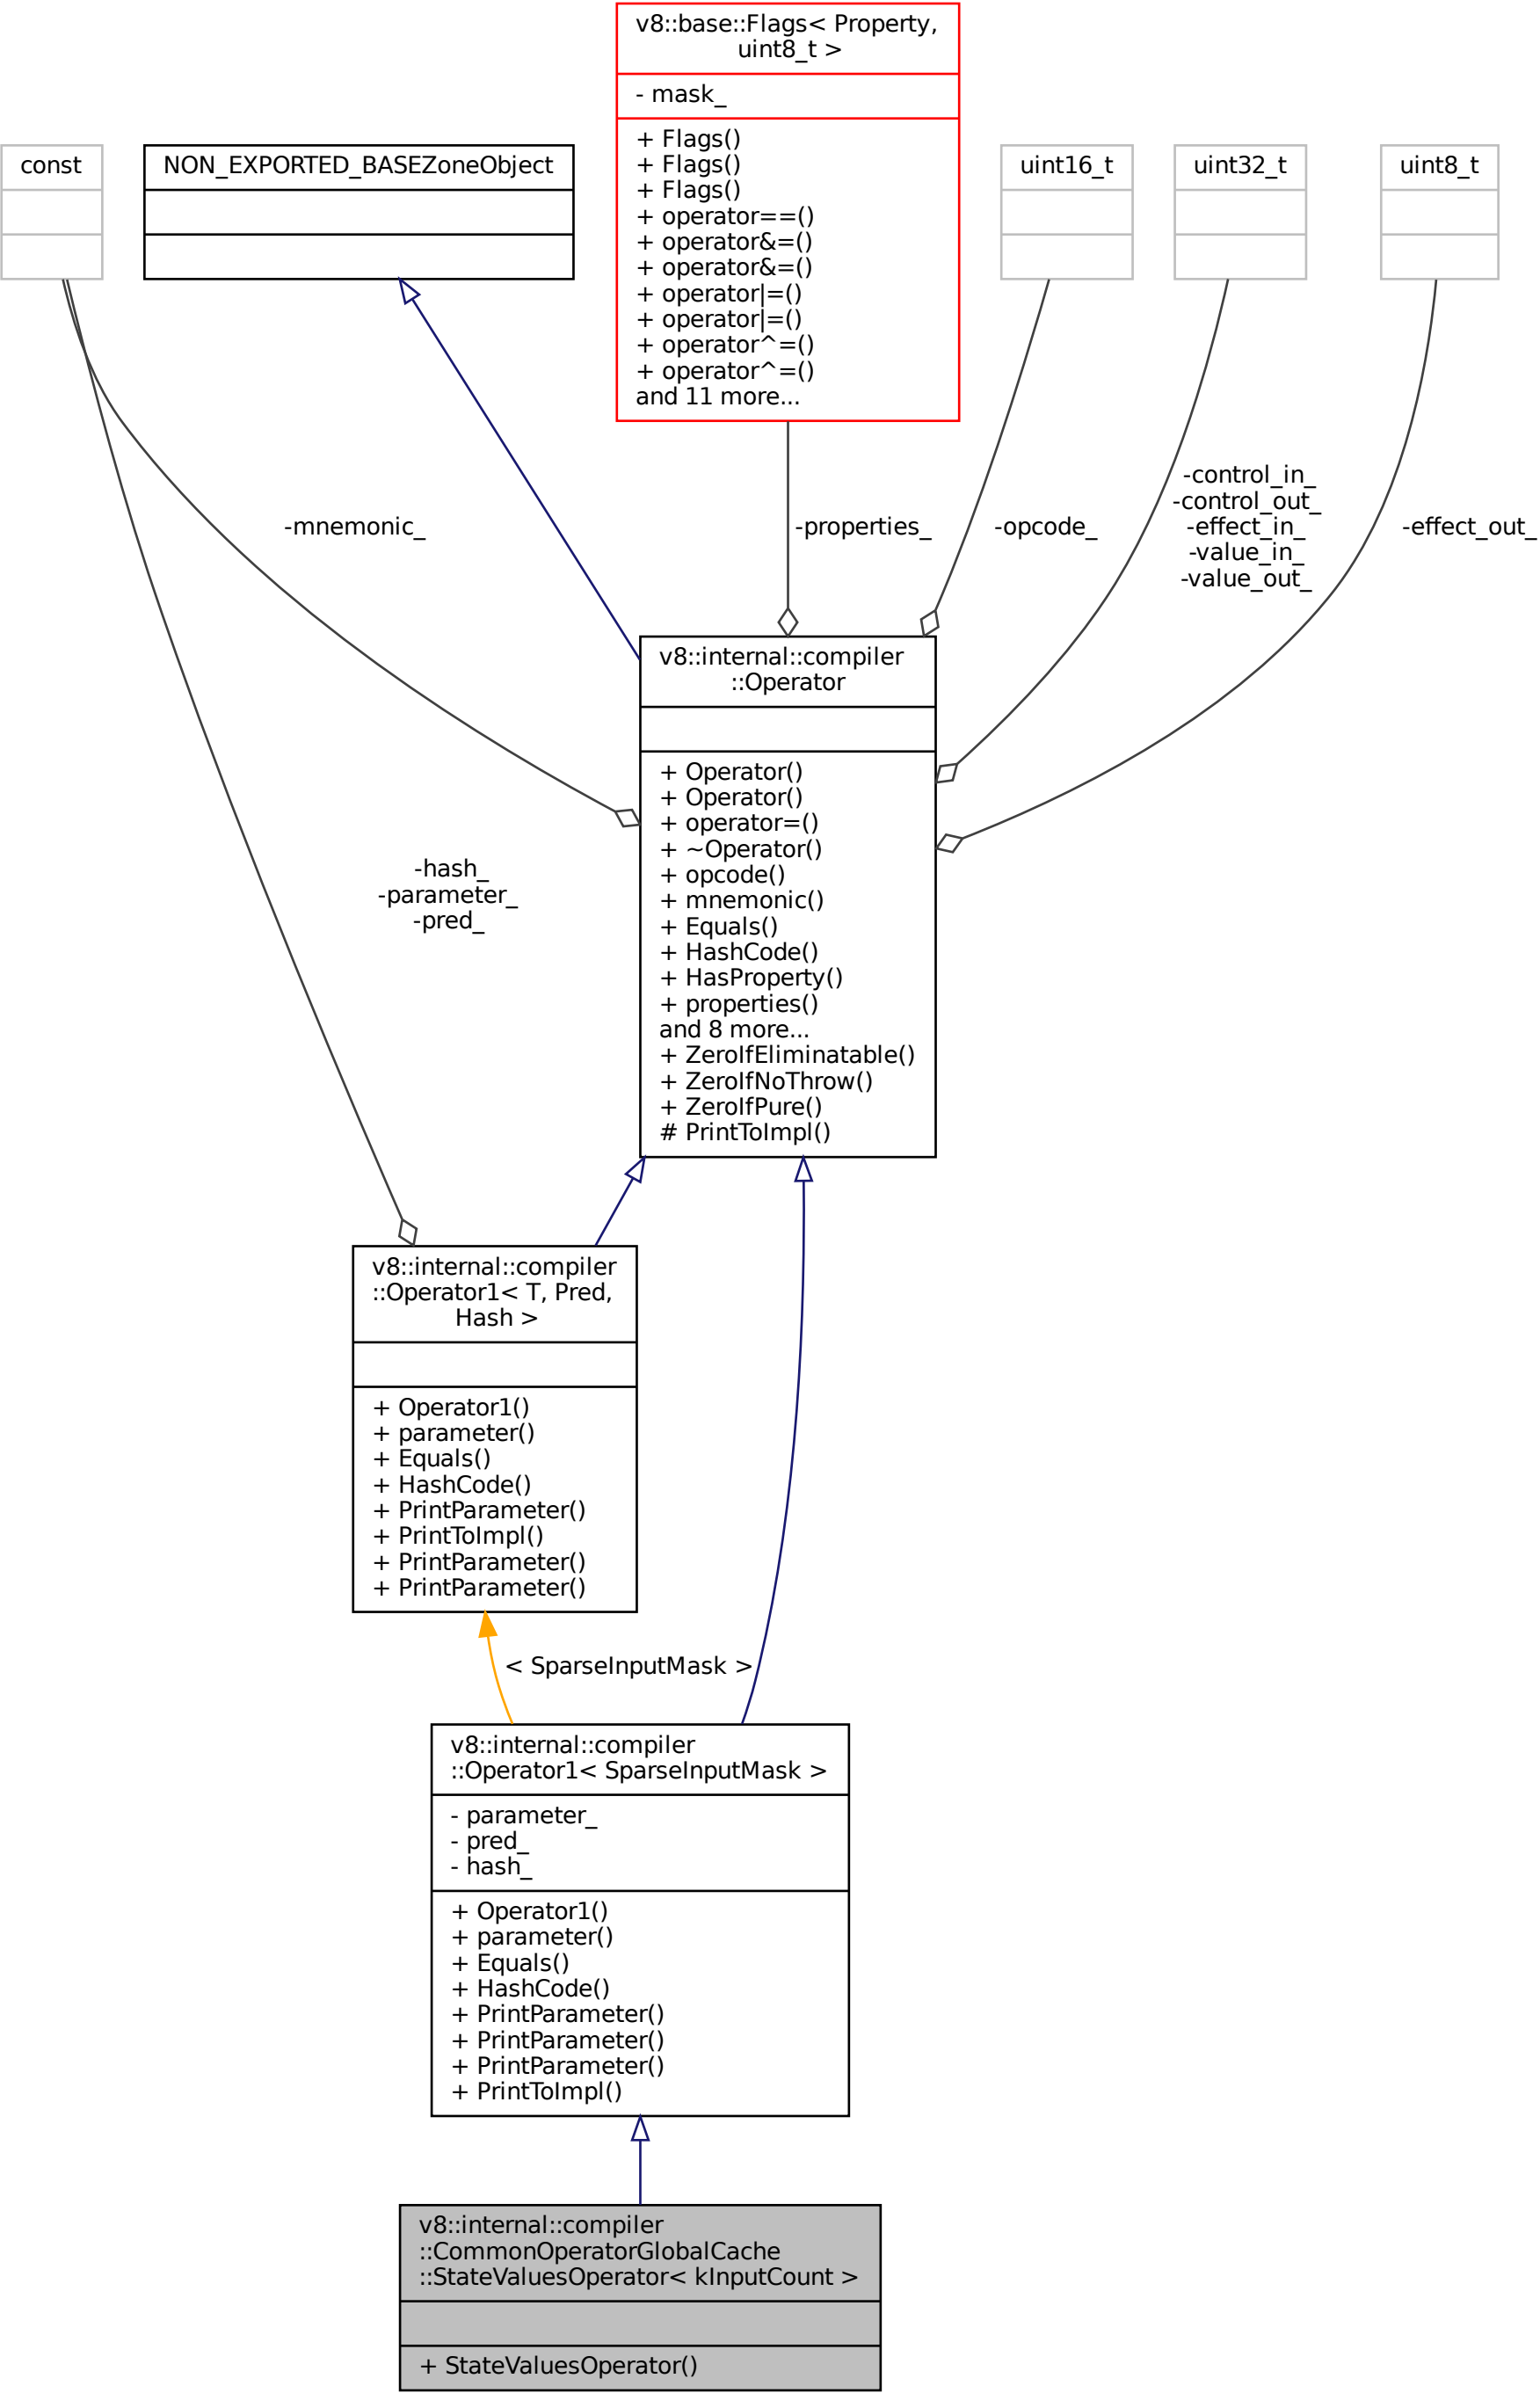 v8::base::Flags< Property,
uint8_t >
- mask_
+ Flags()
+ Flags()
+ Flags()
+ operator==()
+ operator&=()
+ operator&=()
+ operator|=()
+ operator|=()
+ operator^=()
+ operator^=()
and 11 more...
const
NON_EXPORTED_BASEZoneObject
uint16_t
uint32_t
uint8_t
-mnemonic_
-properties_
-opcode_
-control_in_
-control_out_
-effect_in_
-value_in_
-value_out_
-effect_out_
v8::internal::compiler
::Operator
+ Operator()
+ Operator()
+ operator=()
+ ~Operator()
+ opcode()
+ mnemonic()
+ Equals()
+ HashCode()
+ HasProperty()
+ properties()
and 8 more...
+ ZeroIfEliminatable()
+ ZeroIfNoThrow()
+ ZeroIfPure()
# PrintToImpl()
-hash_
-parameter_
-pred_
v8::internal::compiler
::Operator1< T, Pred,
Hash >
+ Operator1()
+ parameter()
+ Equals()
+ HashCode()
+ PrintParameter()
+ PrintToImpl()
+ PrintParameter()
+ PrintParameter()
< SparseInputMask >
v8::internal::compiler
::Operator1< SparseInputMask >
- parameter_
- pred_
- hash_
+ Operator1()
+ parameter()
+ Equals()
+ HashCode()
+ PrintParameter()
+ PrintParameter()
+ PrintParameter()
+ PrintToImpl()
v8::internal::compiler
::CommonOperatorGlobalCache
::StateValuesOperator< kInputCount >
+ StateValuesOperator()